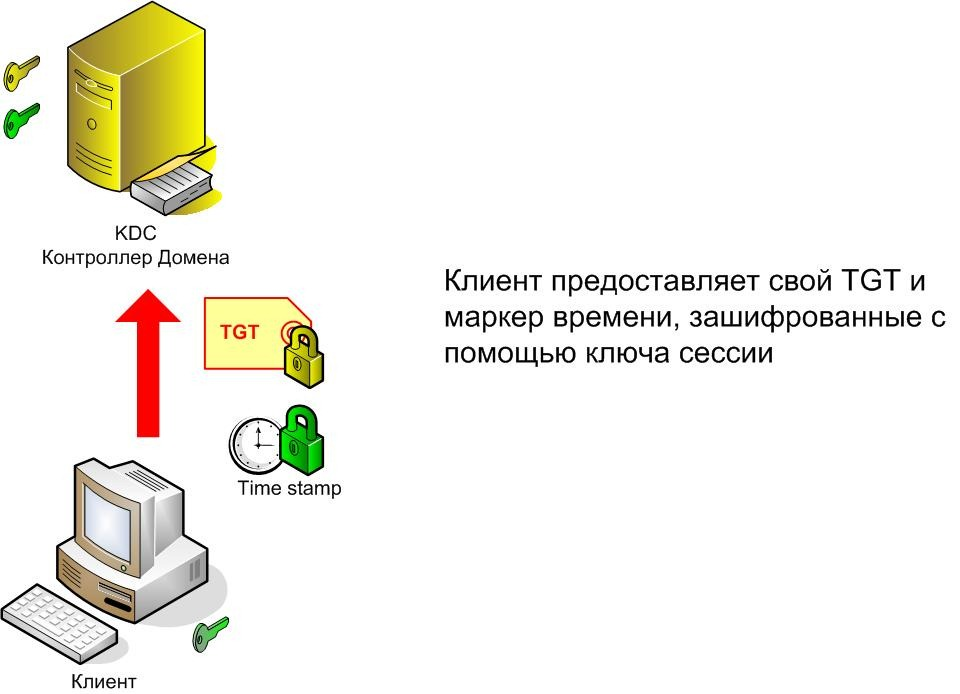 KDC
Контроллер Домена
TGT
Клиент предоставляет свой TGT и
маркер времени, зашифрованные с
помощью ключа сессии
Time stamp
Клиент